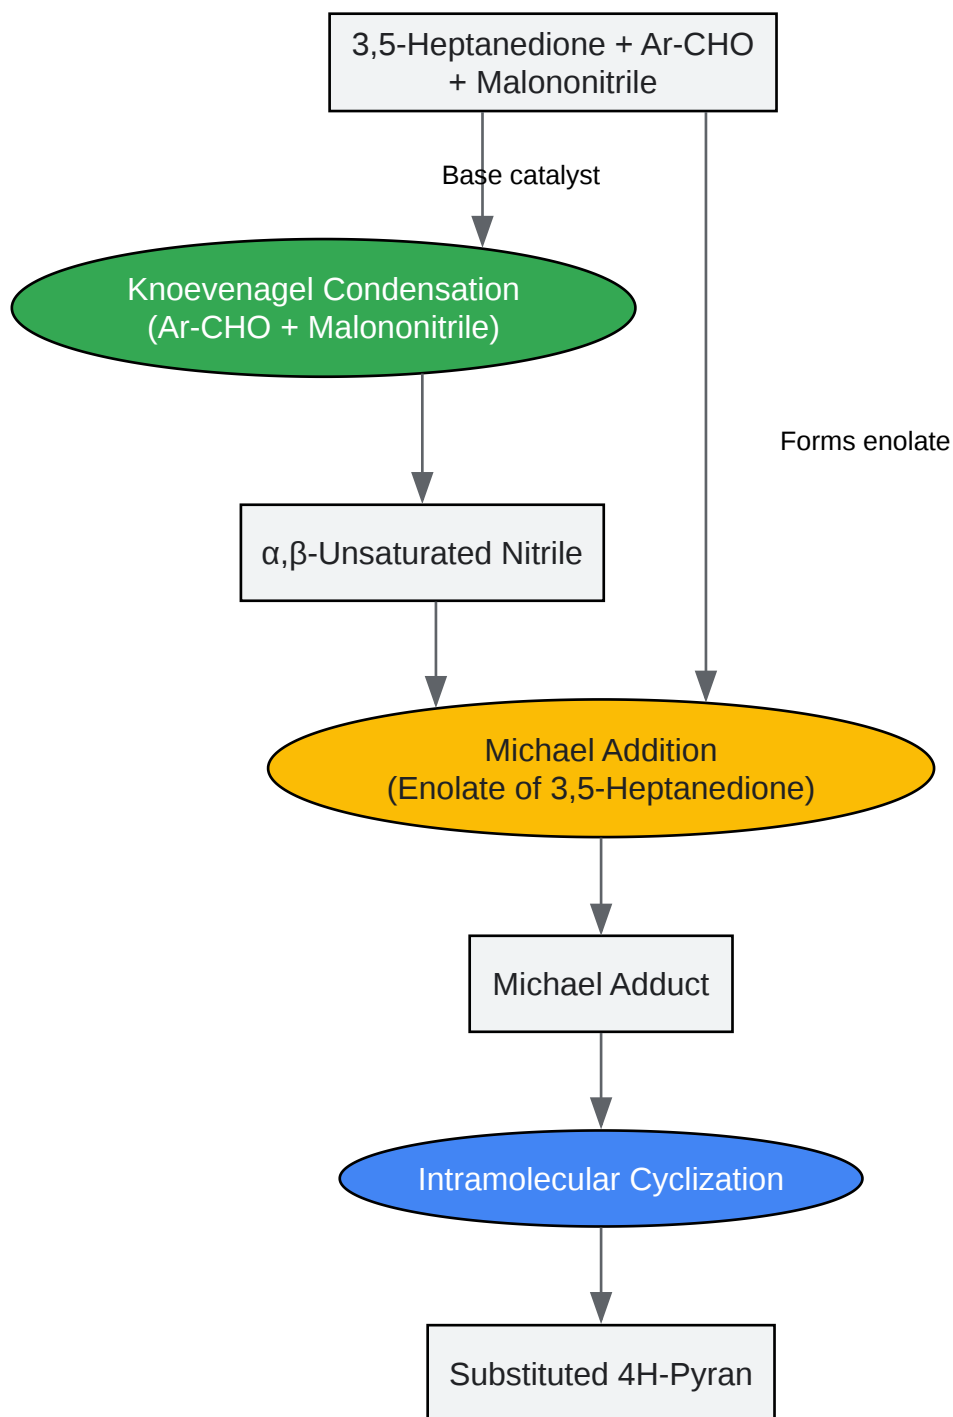 3,5-Heptanedione + Ar-CHO
+ Malononitrile
Base catalyst
Knoevenagel Condensation
(Ar-CHO + Malononitrile)
Forms enolate
α,β-Unsaturated Nitrile
Michael Addition
(Enolate of 3,5-Heptanedione)
Michael Adduct
Intramolecular Cyclization
Substituted 4H-Pyran